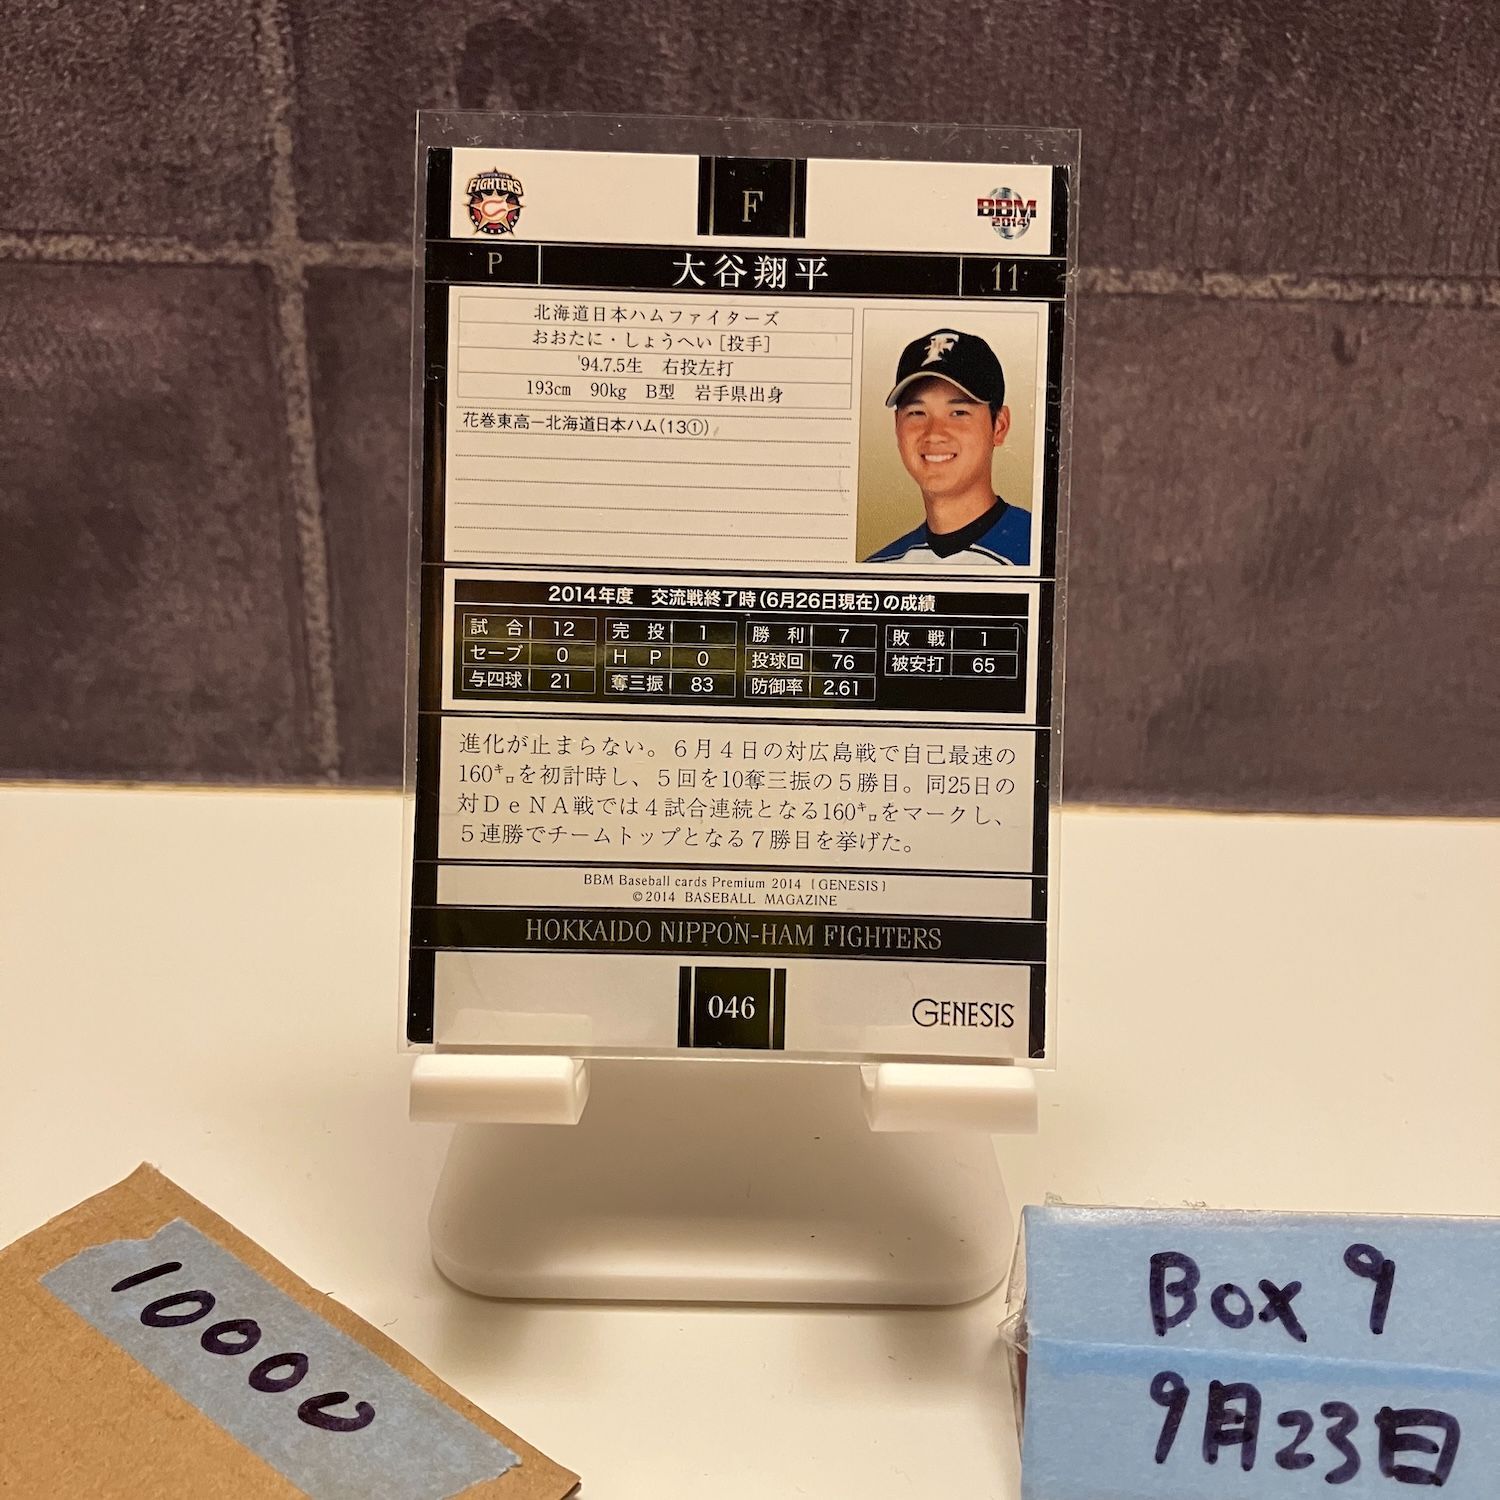 FIGHTERS
F
BBM
2014
P
大谷翔平
11
北海道日本ハムファイターズ
おおたに・しょうへい[投手]
'94.7.5生 右投左打
193cm 90kg B型 岩手県出身
花巻東高－北海道日本ハム(13①)
F
2014年度 交流戦終了時(6月26日現在)の成績
試合 12 完投 1 勝利 7 敗戦 1
セーブ 0 HP 0 投球回 76 被安打 65
与四球 21 奪三振 83 防御率 2.61
進化が止まらない。6月4日の対広島戦で自己最速の
160㌔を初計時し、5回を10奪三振の5勝目。同25日の
対DeNA戦では4試合連続となる160㌔をマークし、
5連勝でチームトップとなる7勝目を挙げた。
BBM Baseball cards Premium 2014 [GENESIS]
©2014 BASEBALL MAGAZINE
HOKKAIDO NIPPON-HAM FIGHTERS
046
GENESIS
10000
Box 9
9月23日